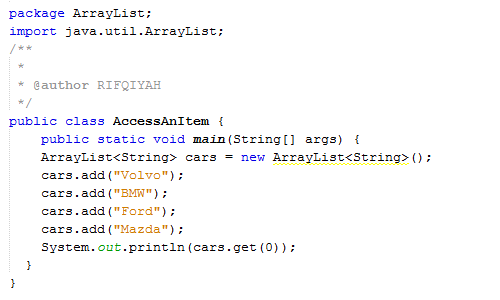 package ArrayList;
import java.util.ArrayList;
/**
 *
 * @author RIFQIYAH
 */
public class AccessAnItem {
    public static void main(String[] args) {
    ArrayList<String> cars = new ArrayList<String>();
    cars.add("Volvo");
    cars.add("BMW");
    cars.add("Ford");
    cars.add("Mazda");
    System.out.println(cars.get(0));
  }
}